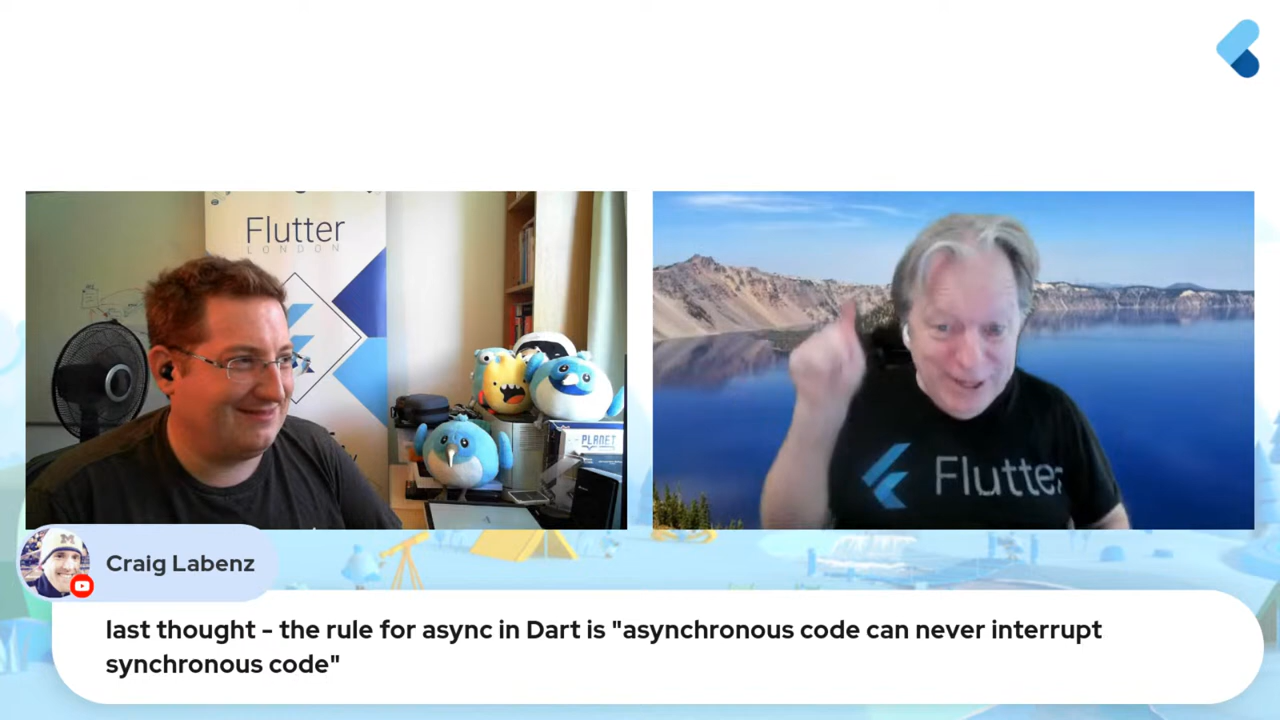 Flutter
LONDON
PLANET
Flutter
M
Craig Labenz
last thought - the rule for async in Dart is "asynchronous code can never interrupt
synchronous code"